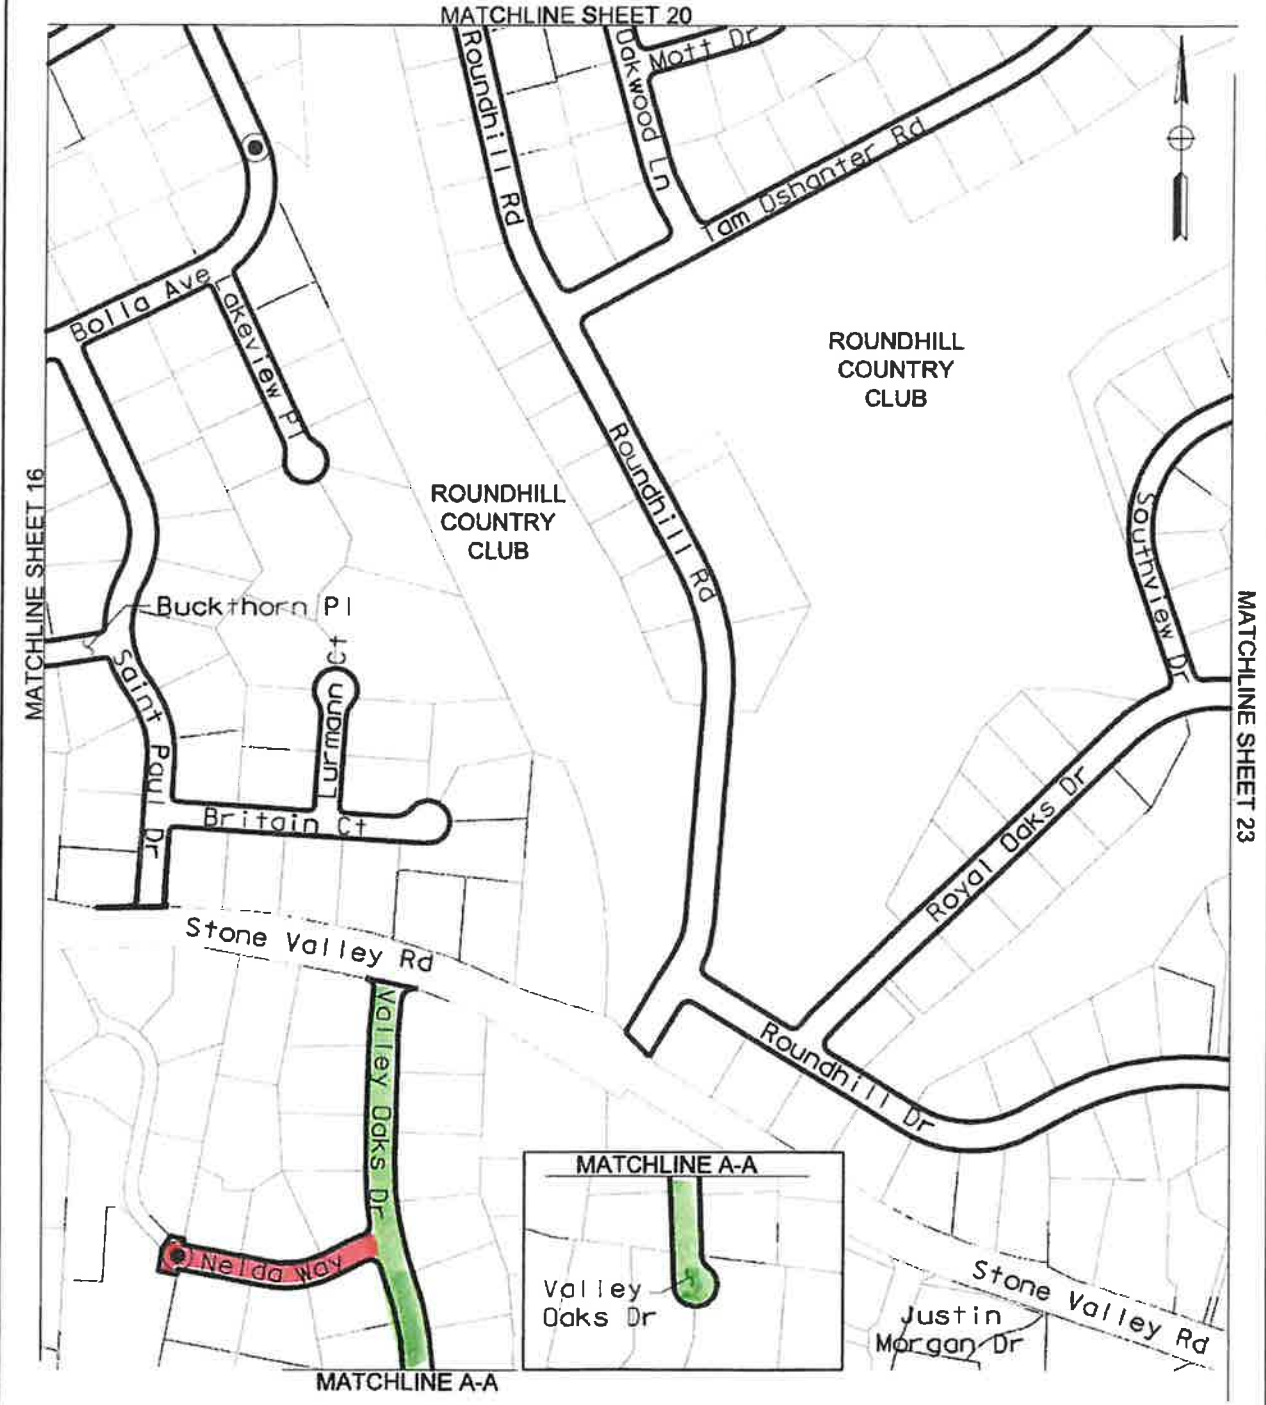 MATCHLINE SHEET 20
Roundhill Rd
Oakwood Ln
Mott Dr
Tam Oshanter Rd
Bolla Ave
Lakeview Pl
ROUNDHILL
COUNTRY
CLUB
ROUNDHILL
COUNTRY
CLUB
Roundhill Rd
Southview Dr
MATCHLINE SHEET 16
MATCHLINE SHEET 23
Buckthorn Pl
Saint Paul Dr
Lurmann Ct
Britain Ct
Royal Oaks Dr
Stone Valley Rd
Valley Oaks Dr
Roundhill Dr
Nelda Way
MATCHLINE A-A
Valley
Oaks Dr
Stone Valley Rd
Justin
Morgan Dr
MATCHLINE A-A